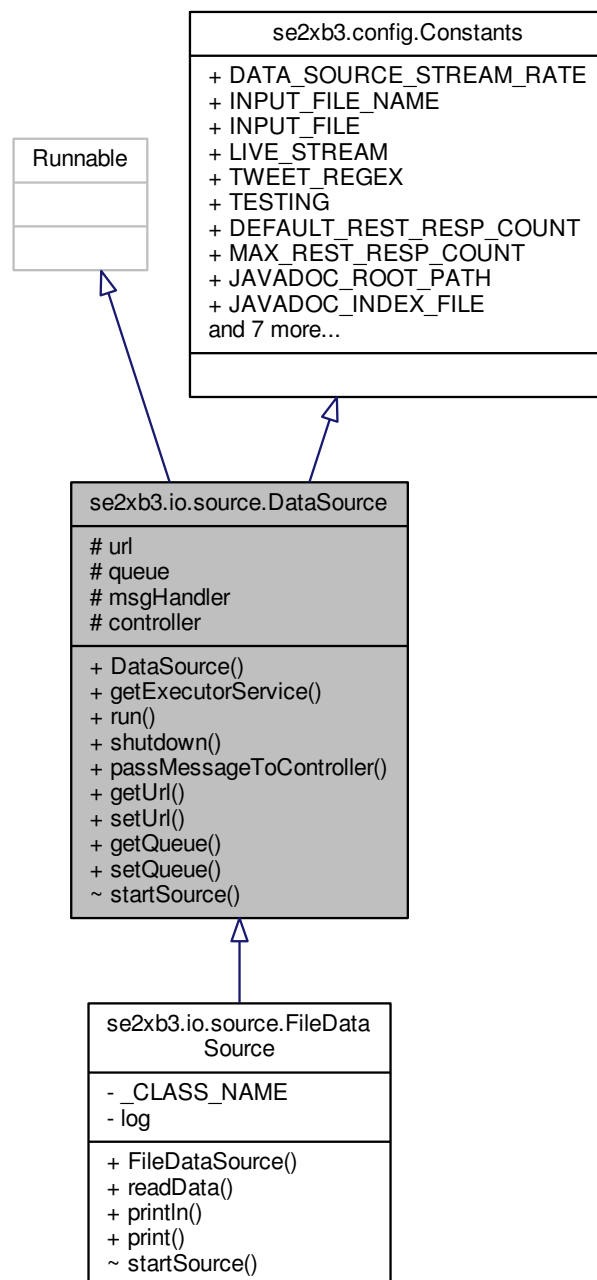 se2xb3.config.Constants
+ DATA_SOURCE_STREAM_RATE
+ INPUT_FILE_NAME
+ INPUT_FILE
+ LIVE_STREAM
+ TWEET_REGEX
+ TESTING
+ DEFAULT_REST_RESP_COUNT
+ MAX_REST_RESP_COUNT
+ JAVADOC_ROOT_PATH
+ JAVADOC_INDEX_FILE
and 7 more...
Runnable
se2xb3.io.source.DataSource
# url
# queue
# msgHandler
# controller
+ DataSource()
+ getExecutorService()
+ run()
+ shutdown()
+ passMessageToController()
+ getUrl()
+ setUrl()
+ getQueue()
+ setQueue()
~ startSource()
se2xb3.io.source.FileData
Source
- _CLASS_NAME
- log
+ FileDataSource()
+ readData()
+ println()
+ print()
~ startSource()